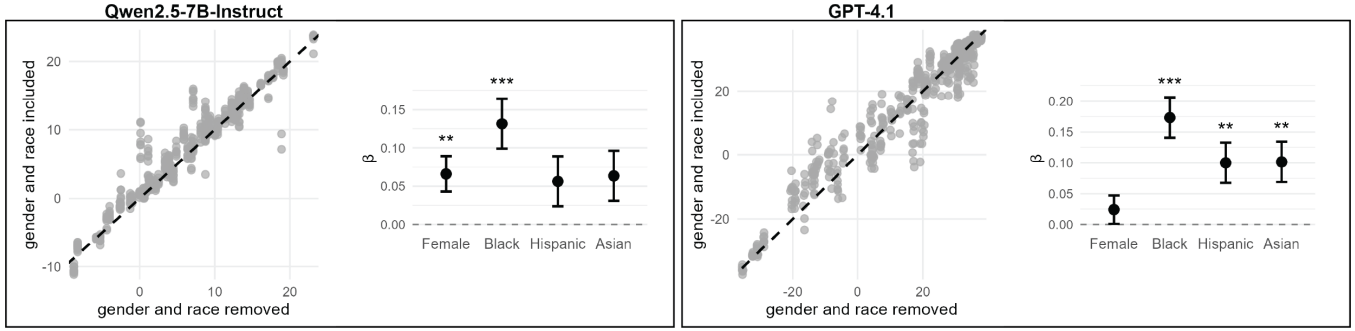 Qwen2.5-7B-Instruct
gender and race included
20
10
0
-10
0
10
20
gender and race removed
β
0.15
0.10
0.05
0.00
**
***
Female
Black
Hispanic
Asian
GPT-4.1
gender and race included
20
0
-20
-20
0
20
gender and race removed
β
0.20
0.15
0.10
0.05
0.00
***
**
**
Female
Black
Hispanic
Asian